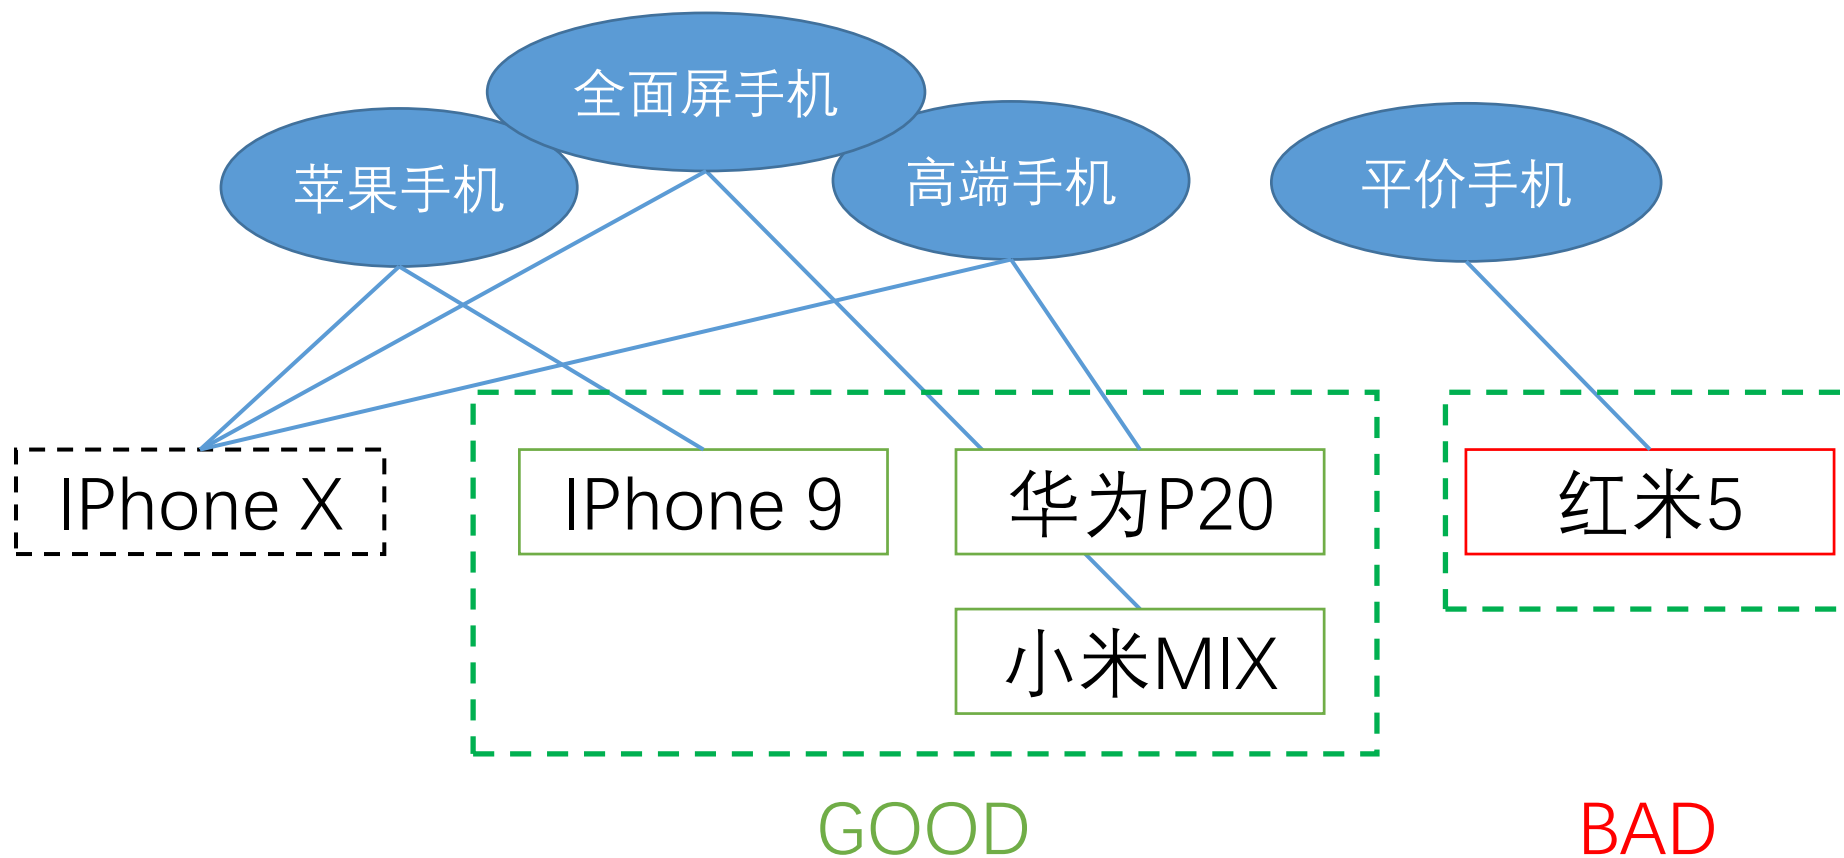 全面屏手机
苹果手机
高端手机
平价手机
IPhone X
IPhone 9
华为P20
红米5
小米MIX
GOOD
BAD